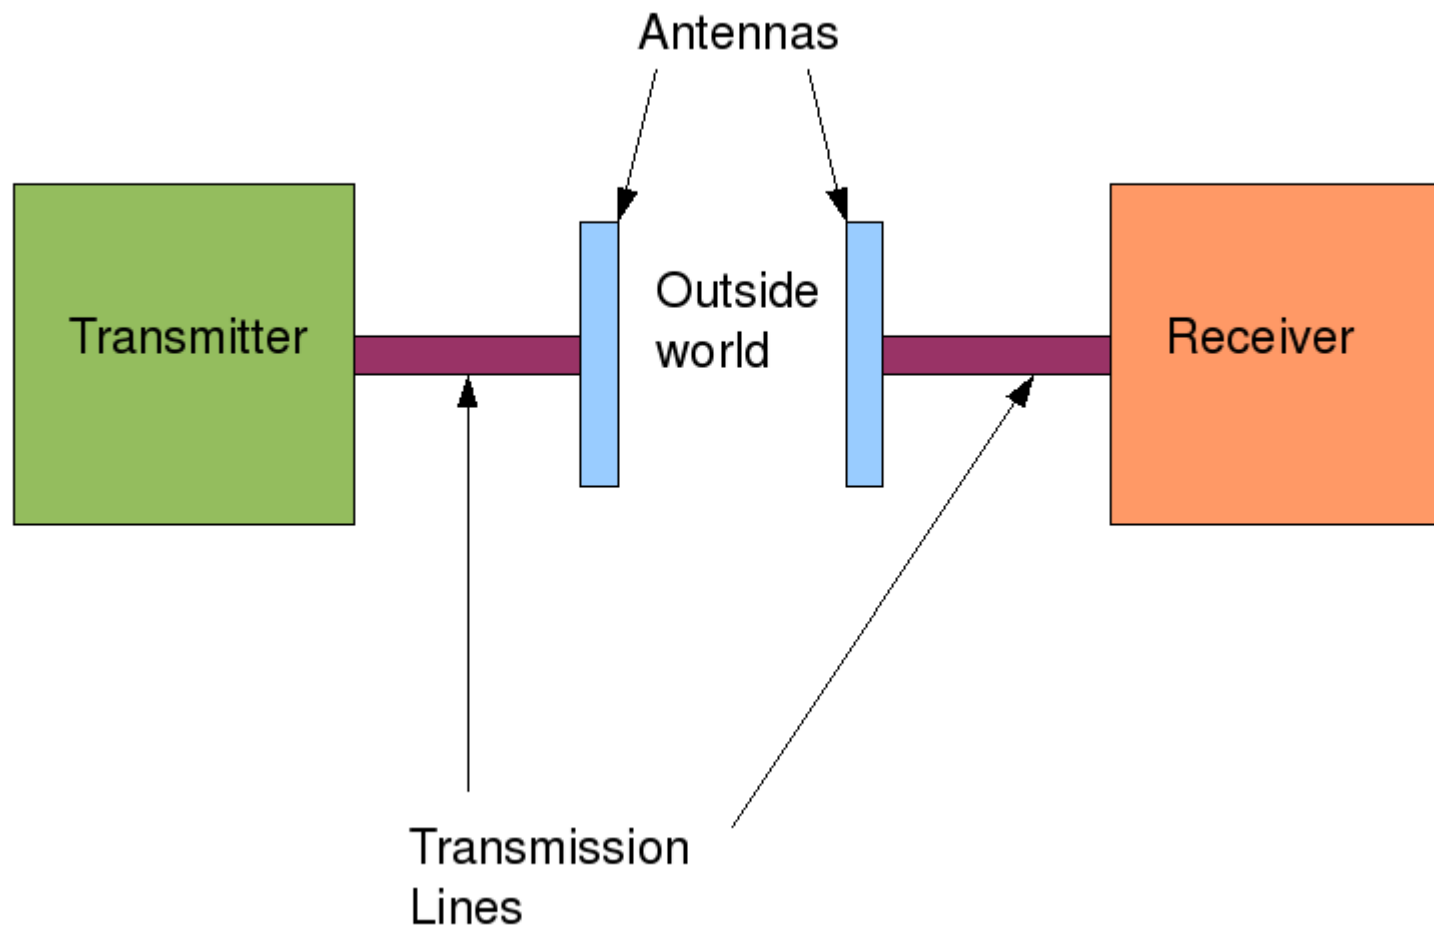 Antennas
Transmitter
Outside
world
Receiver
Transmission
Lines